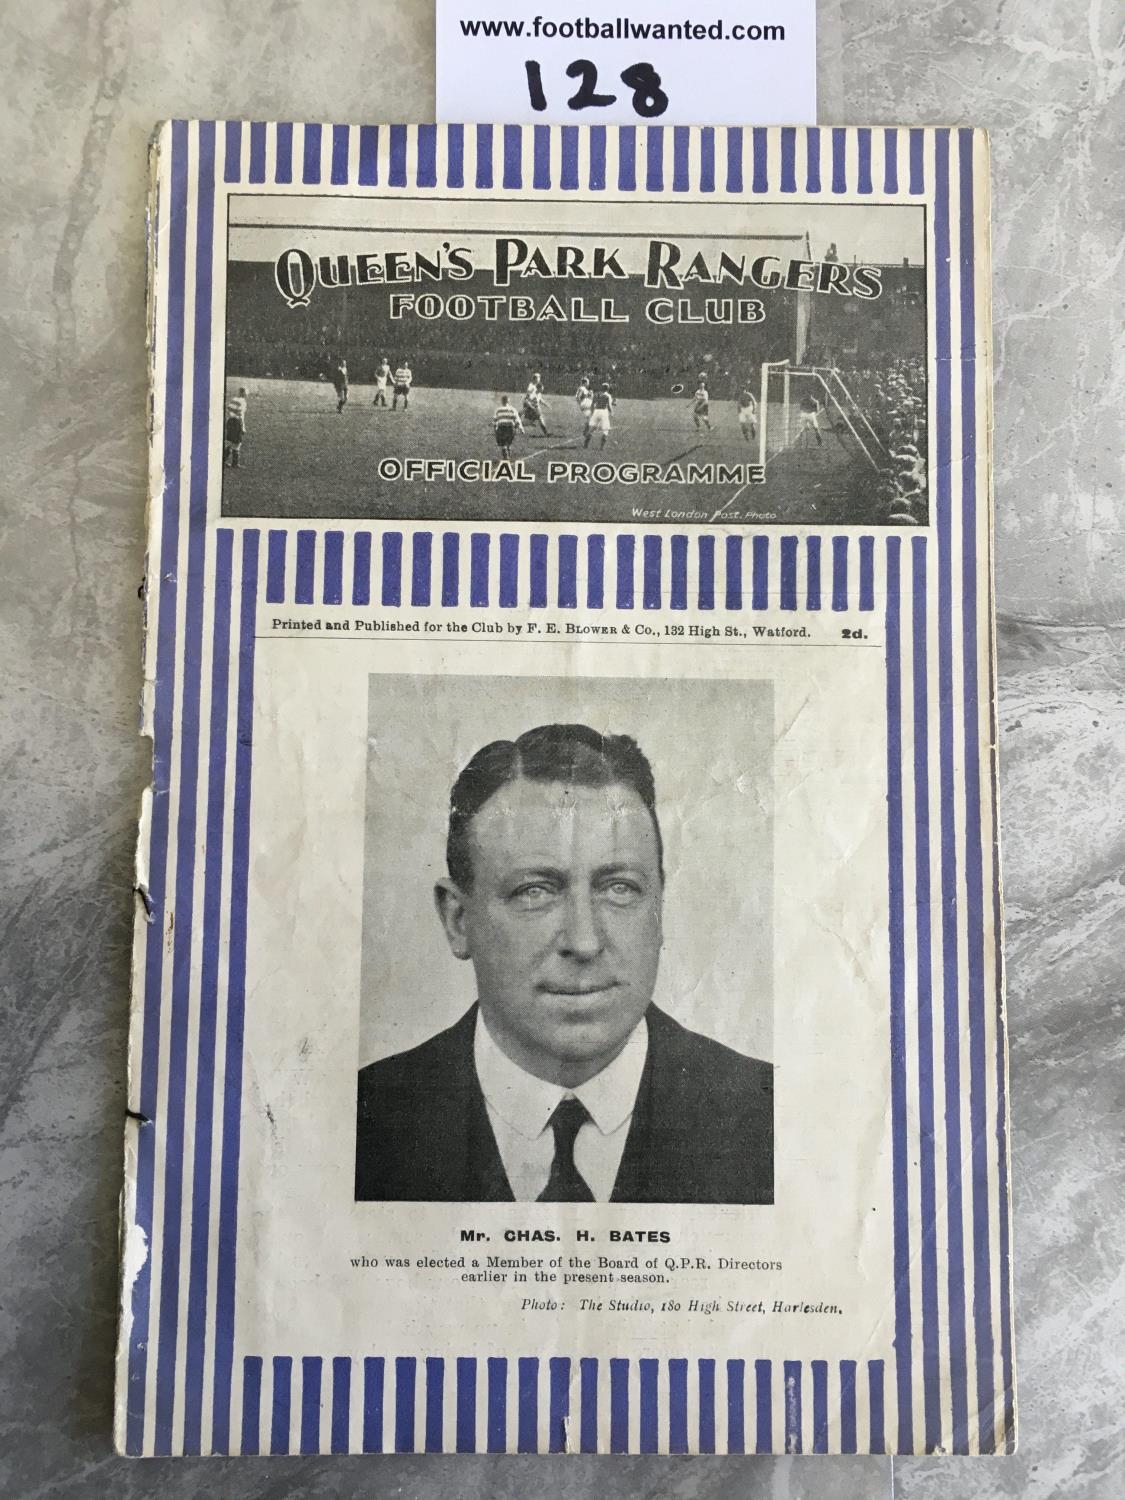 www.footballwanted.com
128
QUEEN'S PARK RANGERS
FOOTBALL CLUB
OFFICIAL PROGRAMME
West London Post. Photo
Printed and Published for the Club by F. E. BLOWER & Co., 132 High St., Watford. 2d.
Mr. CHAS. H. BATES
who was elected a Member of the Board of Q.P.R. Directors
earlier in the present season.
Photo: The Studio, 180 High Street, Harlesden.